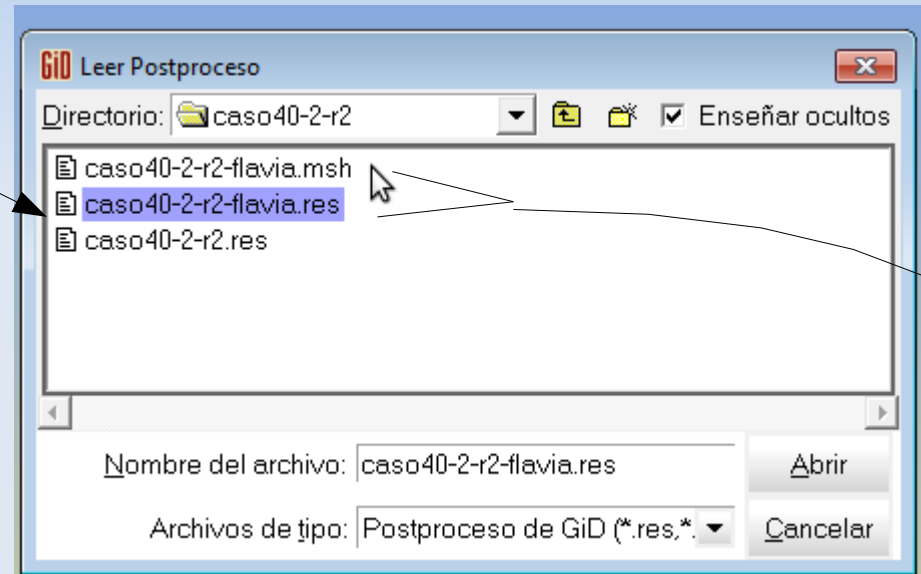 GiD Leer Postproceso
Directorio: caso40-2-r2 Enseñar ocultos
caso40-2-r2-flavia.msh
caso40-2-r2-flavia.res
caso40-2-r2.res
Nombre del archivo: caso40-2-r2-flavia.res Abrir
Archivos de tipo: Postproceso de GiD (*.res,*. Cancelar